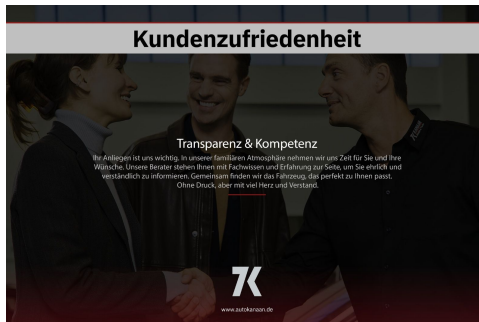 Kundenzufriedenheit
Transparenz & Kompetenz
Ihr Anliegen ist uns wichtig. In unserer familiären Atmosphäre nehmen wir uns Zeit für Sie und Ihre
Wünsche. Unsere Berater stehen Ihnen mit Fachwissen und Erfahrung zur Seite, um Sie ehrlich und
verständlich zu informieren. Gemeinsam finden wir das Fahrzeug, das perfekt zu Ihnen passt.
Ohne Druck, aber mit viel Herz und Verstand.
7K
www.autokanaan.de